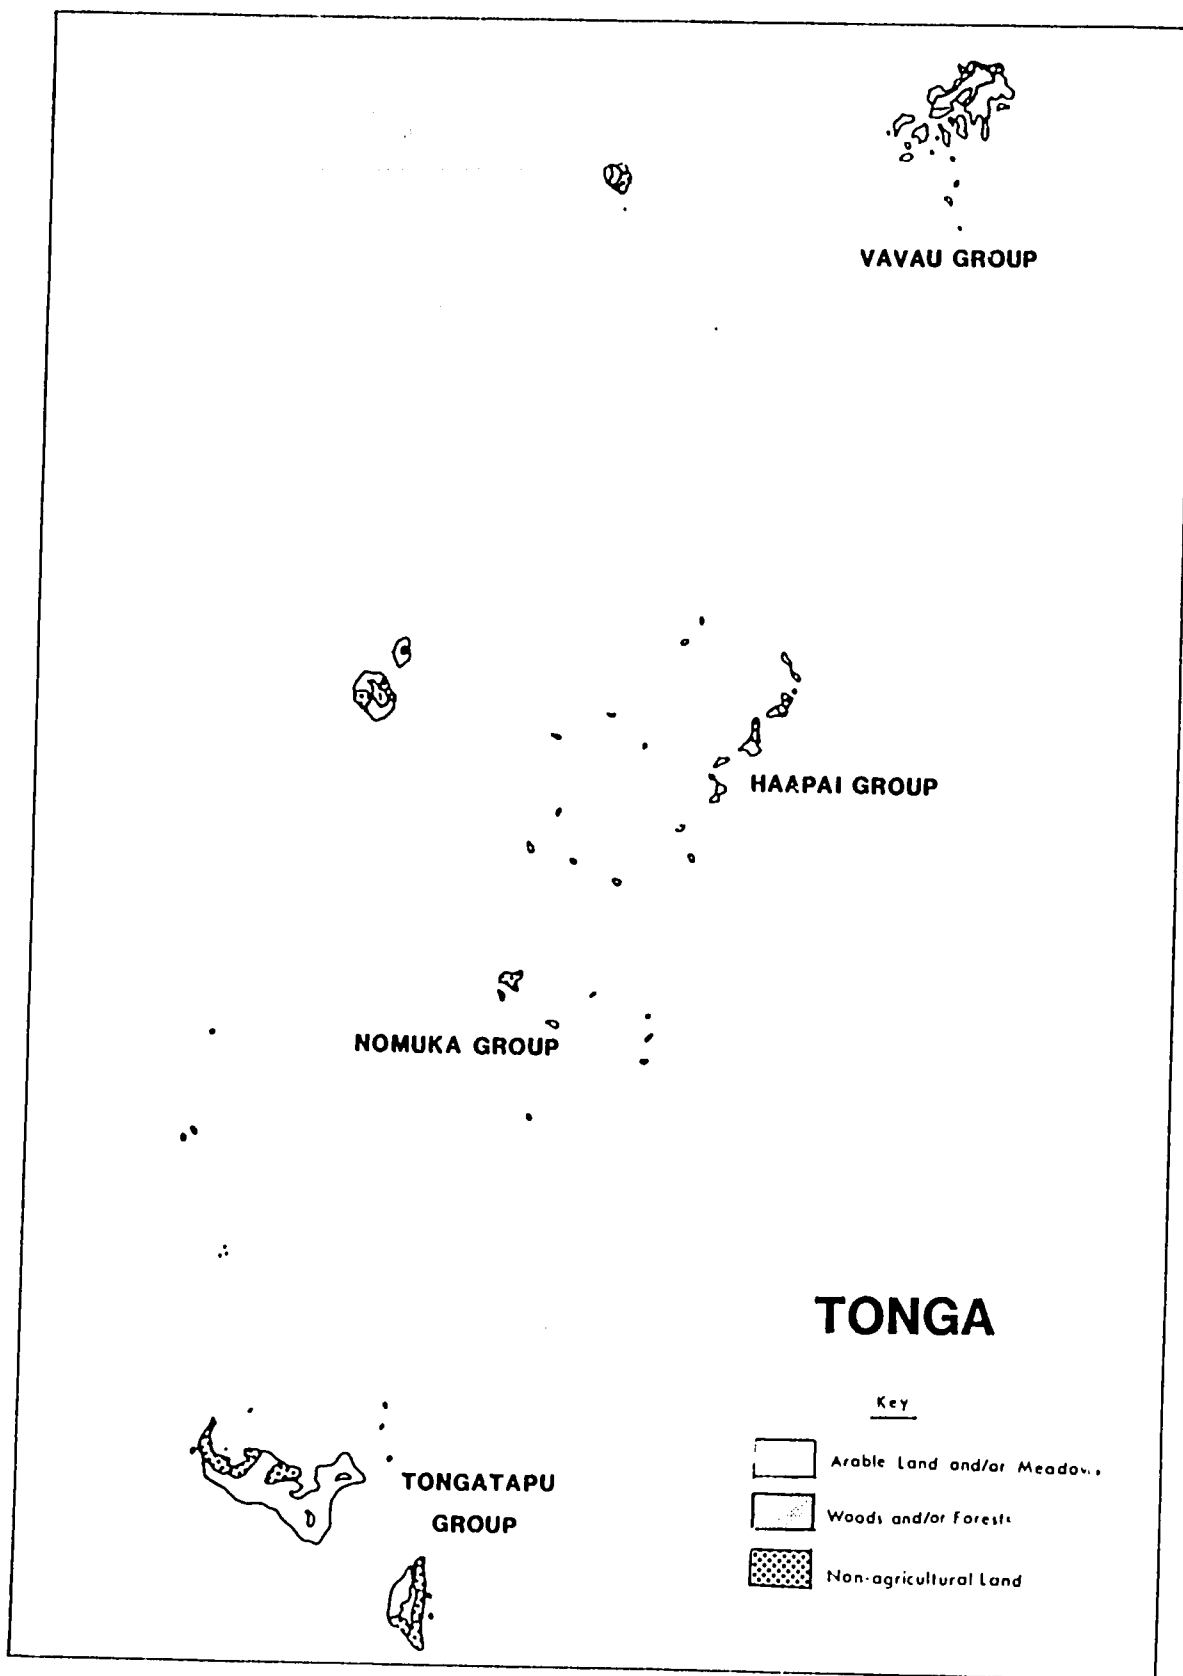 VAVAU GROUP
HAAPAI GROUP
NOMUKA GROUP
TONGA
Key
Arable Land and/or Meadows
TONGATAPU
GROUP
Woods and/or Forests
Non-agricultural Land